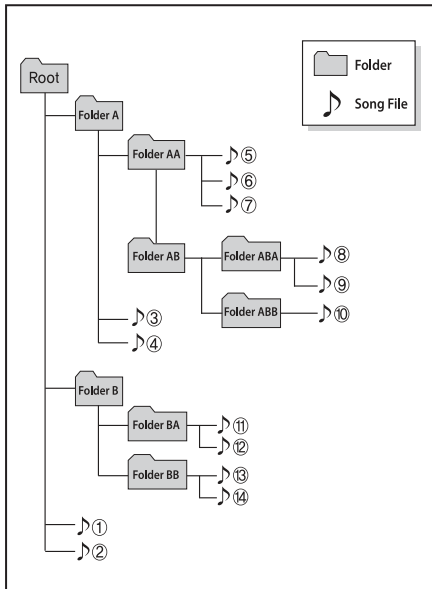 Root
Folder
Song File
Folder A
Folder AA
⑤
⑥
⑦
Folder AB
Folder ABA
⑧
⑨
Folder ABB
⑩
③
④
Folder B
Folder BA
⑪
⑫
Folder BB
⑬
⑭
①
②